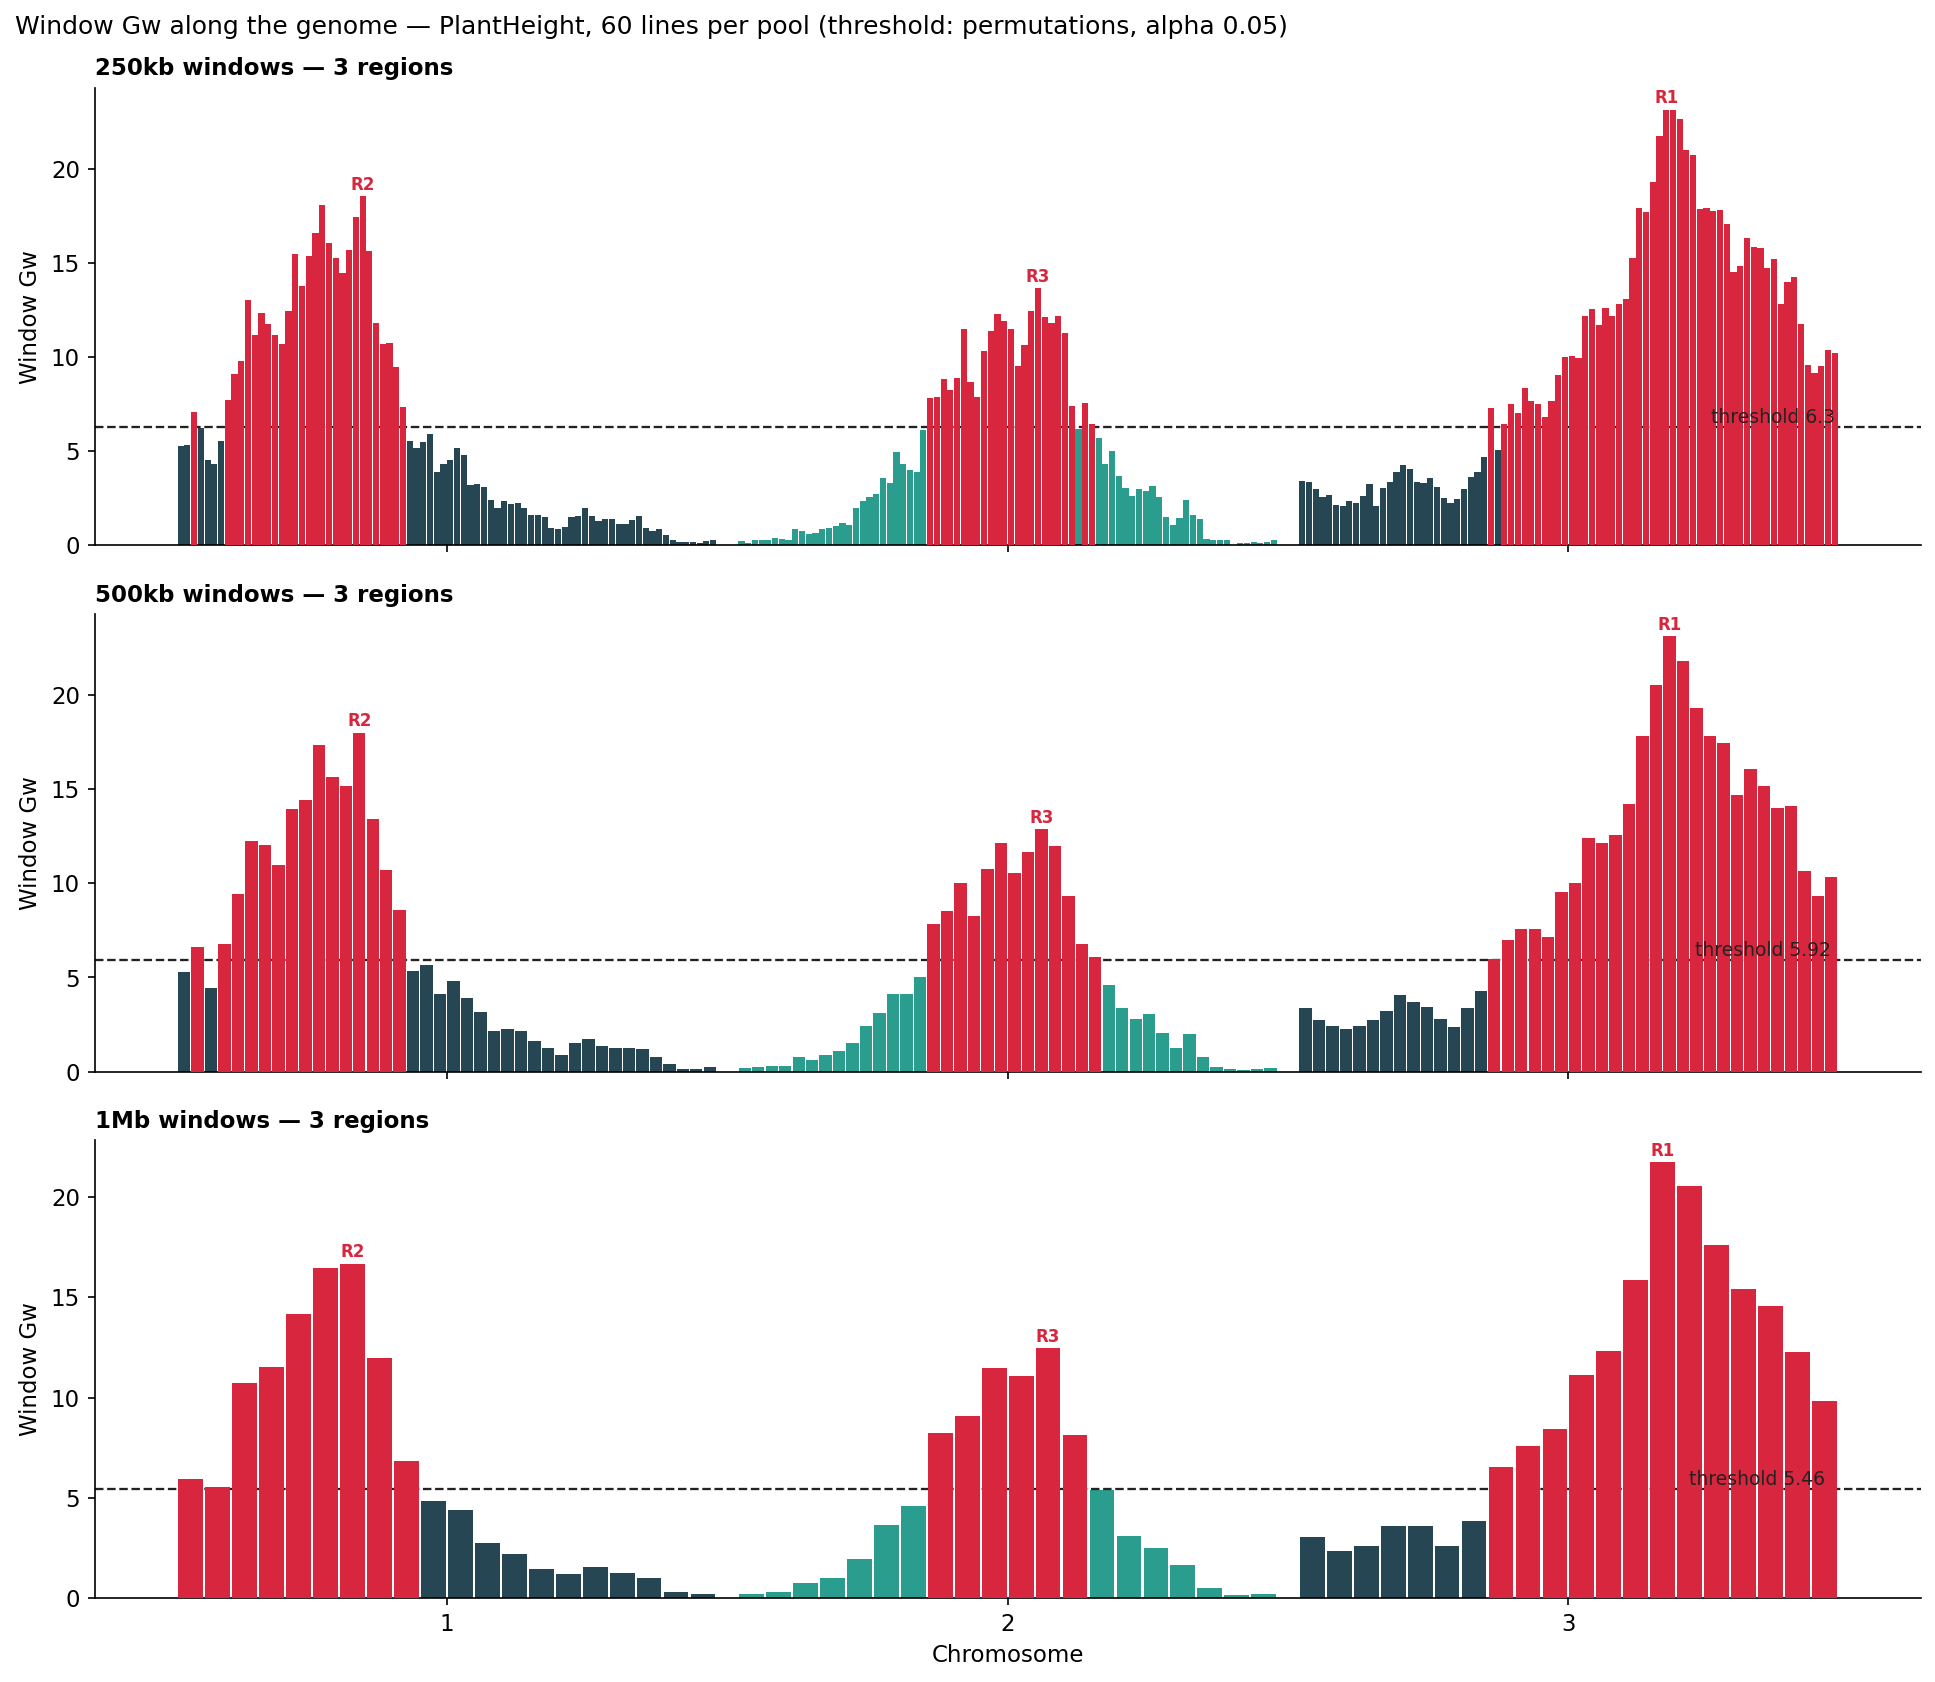 Window Gw along the genome — PlantHeight, 60 lines per pool (threshold: permutations, alpha 0.05)
250kb windows — 3 regions
R1
R2
R3
20
15
10
5
0
Window Gw
threshold 6.3
500kb windows — 3 regions
R1
R2
R3
20
15
10
5
0
Window Gw
threshold 5.92
1Mb windows — 3 regions
R1
R2
R3
20
15
10
5
0
Window Gw
threshold 5.46
1 2 3
Chromosome